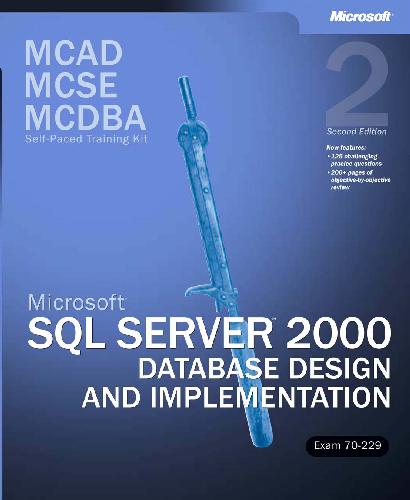 Microsoft
MCAD
MCSE
MCDBA
Self-Paced Training Kit
2
Second Edition
New features:
• 125 challenging
practice questions
• 200+ pages of
objective-by-objective
review
Microsoft
SQL SERVER™ 2000
DATABASE DESIGN
AND IMPLEMENTATION
Exam 70-229